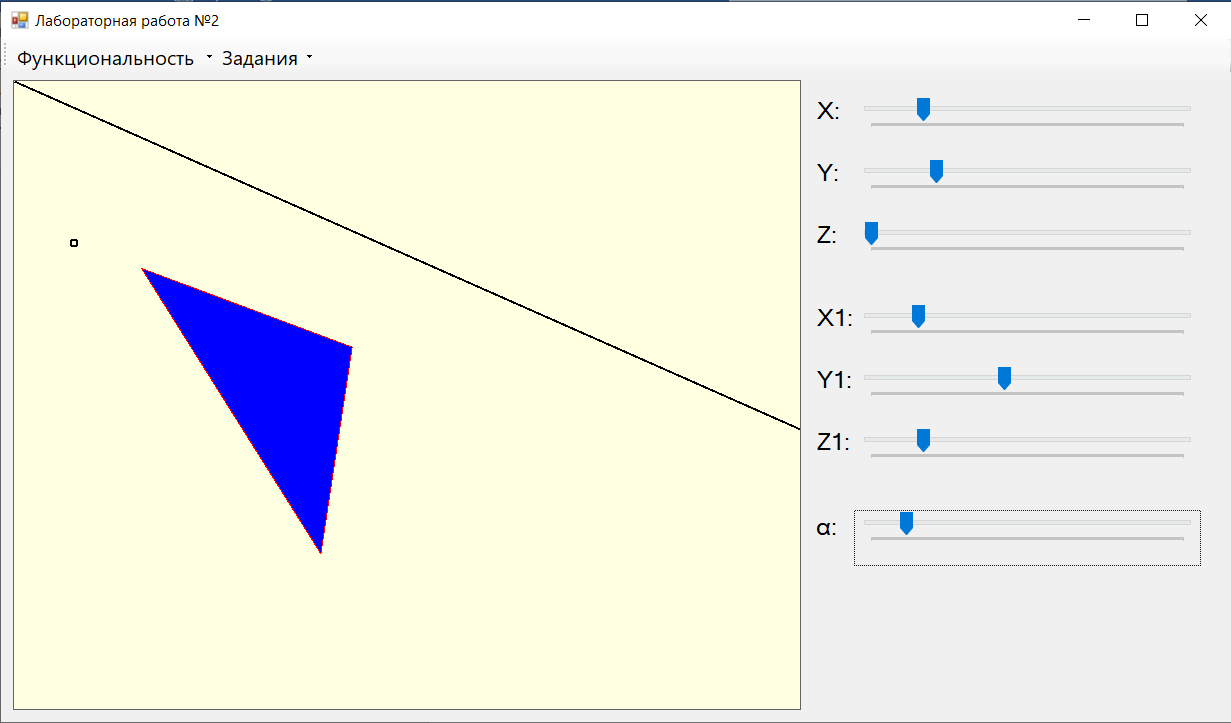 Лабораторная работа №2
Функциональность Задания
X:
Y:
Z:
X1:
Y1:
Z1:
α: